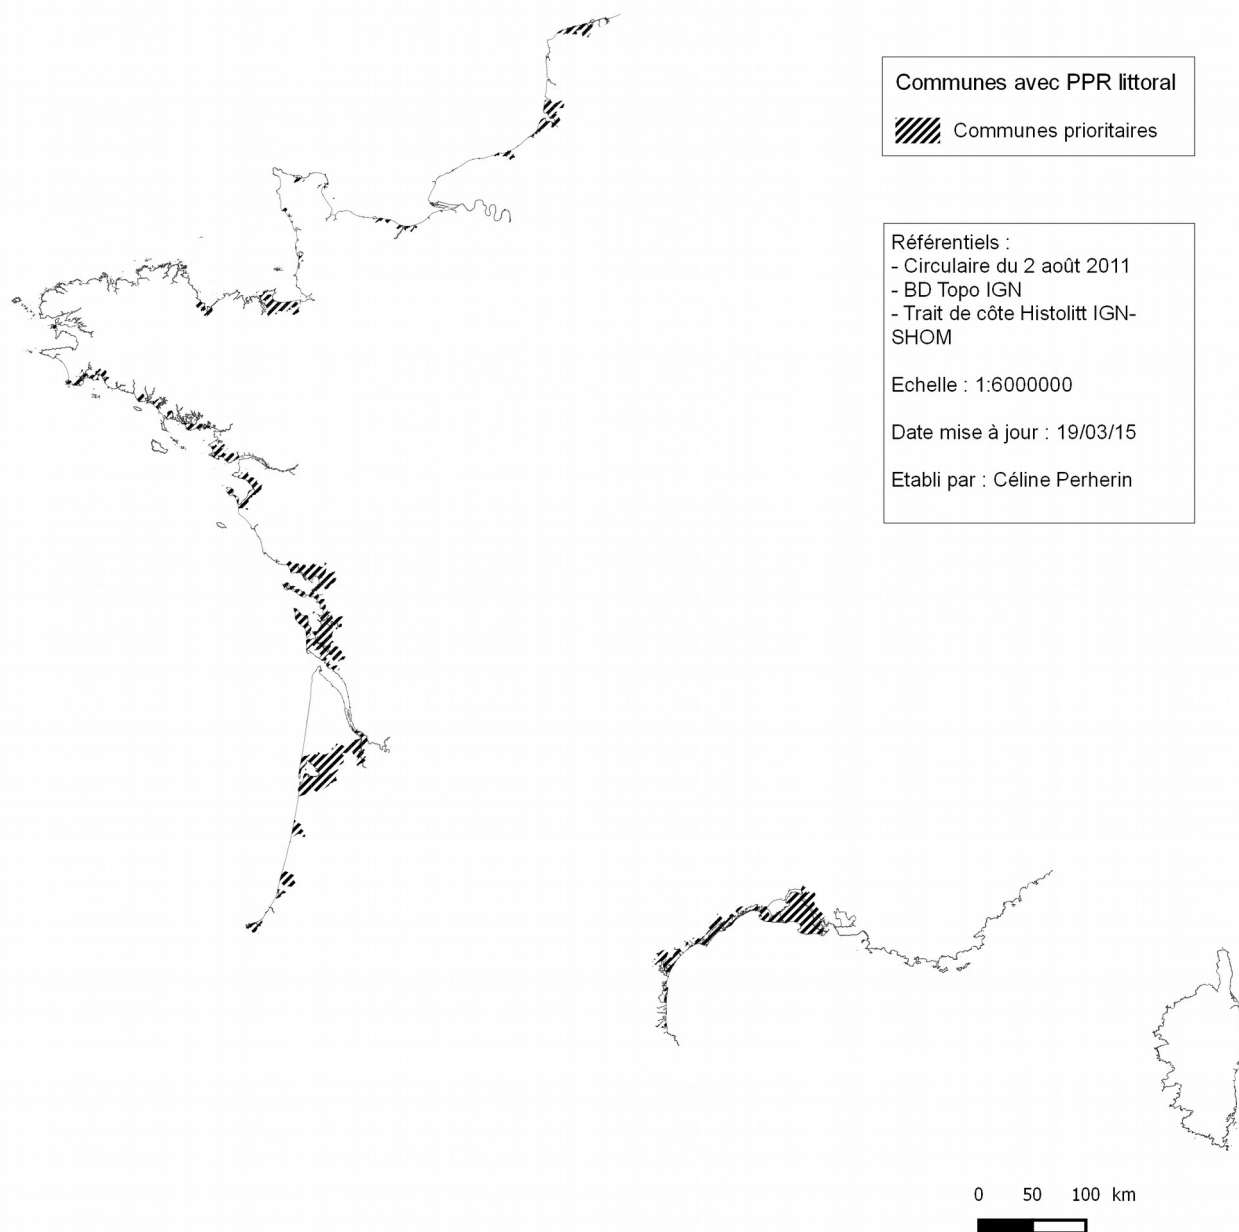 Communes avec PPR littoral
Communes prioritaires
Référentiels :
- Circulaire du 2 août 2011
- BD Topo IGN
- Trait de côte Histolitt IGN-
SHOM
Echelle : 1:6000000
Date mise à jour : 19/03/15
Etabli par : Céline Perherin
0 50 100 km